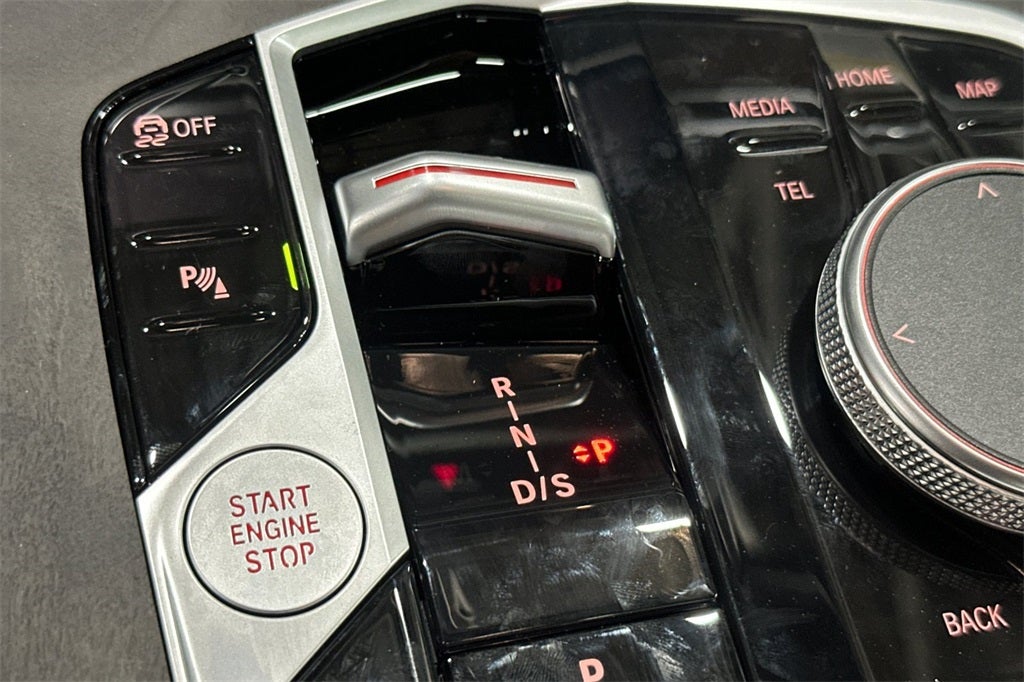 OFF
P
START
ENGINE
STOP
R
N
D/S
P
P
MEDIA
HOME
MAP
TEL
BACK